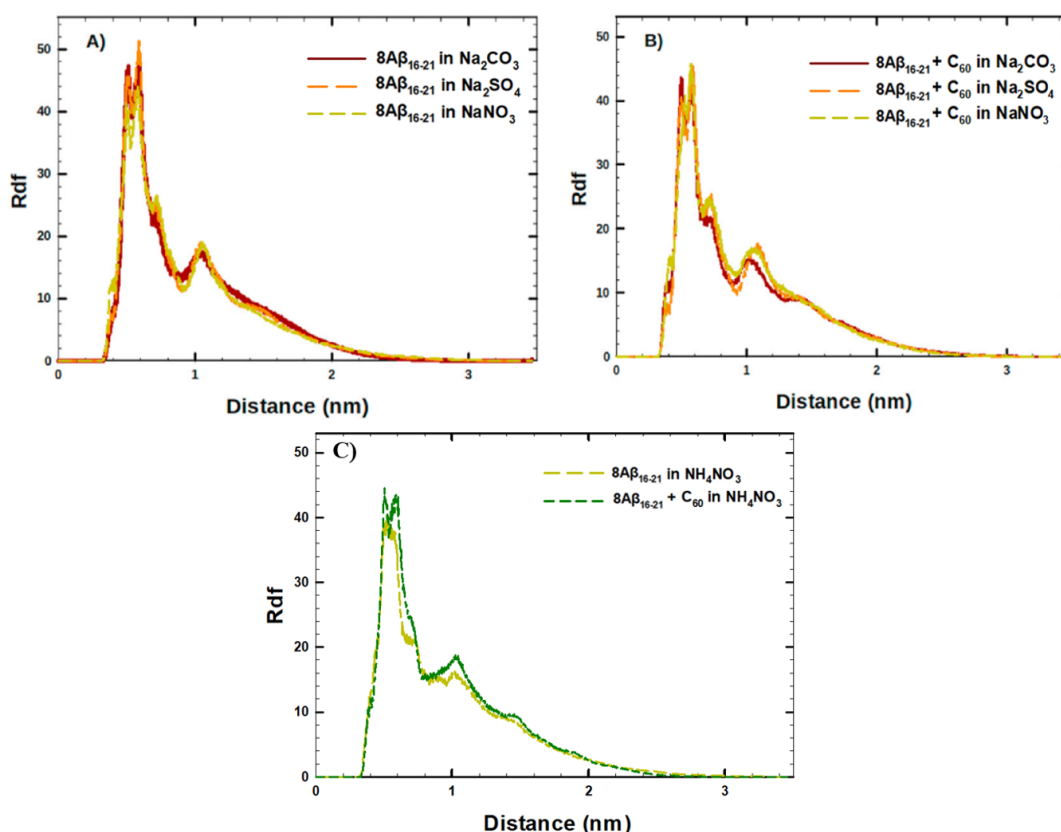 A)
8Aβ₁₆₋₂₁ in Na₂CO₃
8Aβ₁₆₋₂₁ in Na₂SO₄
8Aβ₁₆₋₂₁ in NaNO₃
50
40
30
20
10
0
Rdf
0 1 2 3
Distance (nm)
B)
8Aβ₁₆₋₂₁ + C₆₀ in Na₂CO₃
8Aβ₁₆₋₂₁ + C₆₀ in Na₂SO₄
8Aβ₁₆₋₂₁ + C₆₀ in NaNO₃
50
40
30
20
10
0
Rdf
0 1 2 3
Distance (nm)
C)
8Aβ₁₆₋₂₁ in NH₄NO₃
8Aβ₁₆₋₂₁ + C₆₀ in NH₄NO₃
50
40
30
20
10
0
Rdf
0 1 2 3
Distance (nm)